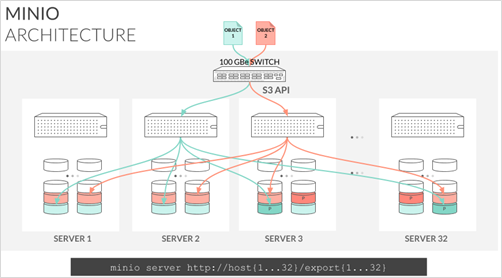 MINIO
ARCHITECTURE
OBJECT
1
OBJECT
2
100 GBe SWITCH
S3 API
P
P
P
P
SERVER 1
SERVER 2
SERVER 3
SERVER 32
minio server http://host{1...32}/export{1...32}